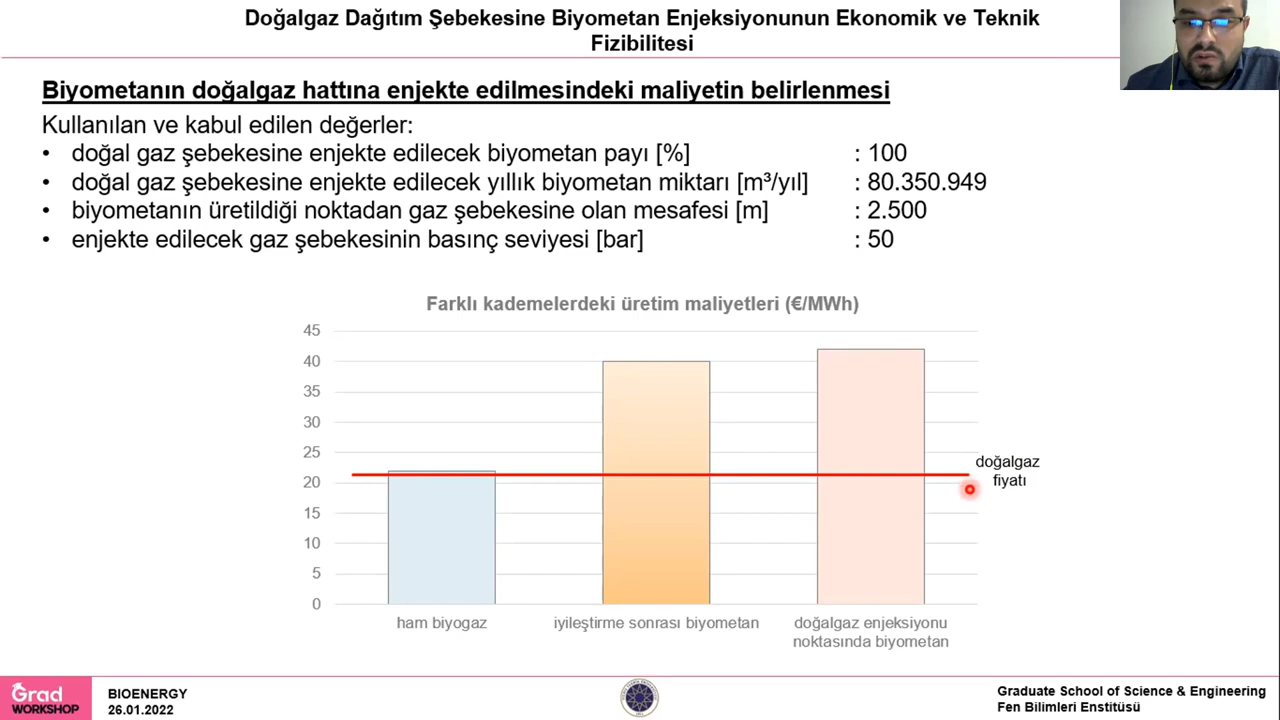 Doğalgaz Dağıtım Şebekesine Biyometan Enjeksiyonunun Ekonomik ve Teknik
Fizibilitesi
Biyometanın doğalgaz hattına enjekte edilmesindeki maliyetin belirlenmesi
Kullanılan ve kabul edilen değerler:
• doğal gaz şebekesine enjekte edilecek biyometan payı [%] : 100
• doğal gaz şebekesine enjekte edilecek yıllık biyometan miktarı [m³/yıl] : 80.350.949
• biyometanın üretildiği noktadan gaz şebekesine olan mesafesi [m] : 2.500
• enjekte edilecek gaz şebekesinin basınç seviyesi [bar] : 50
Farklı kademelerdeki üretim maliyetleri (€/MWh)
45
40
35
30
25
20
15
10
5
0
doğalgaz
fiyatı
ham biyogaz
iyileştirme sonrası biyometan
doğalgaz enjeksiyonu
noktasında biyometan
Grad
WORKSHOP
BIOENERGY
26.01.2022
Graduate School of Science & Engineering
Fen Bilimleri Enstitüsü